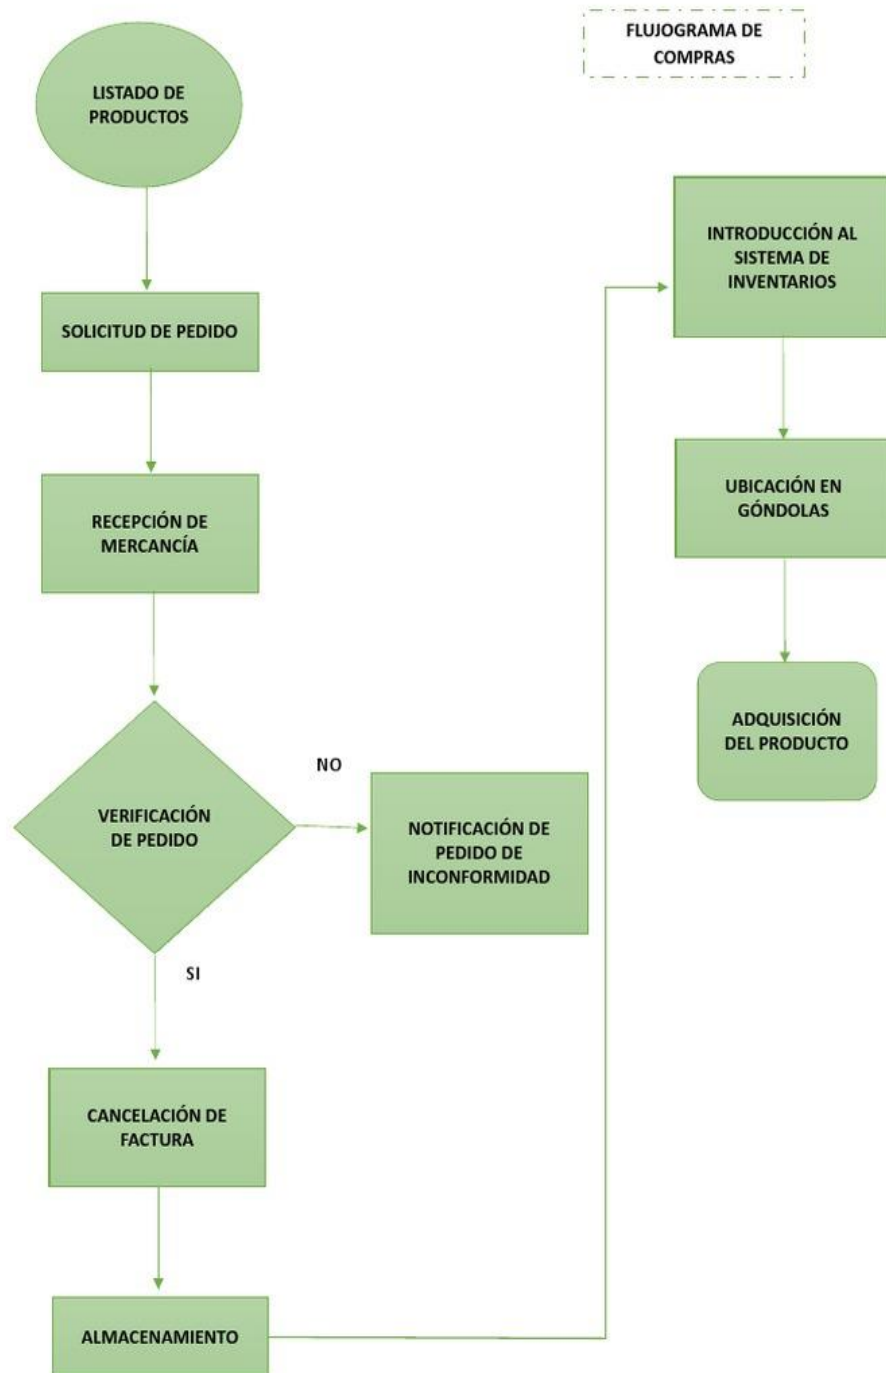 FLUJOGRAMA DE
COMPRAS
LISTADO DE
PRODUCTOS
SOLICITUD DE PEDIDO
RECEPCIÓN DE
MERCANCÍA
VERIFICACIÓN
DE PEDIDO
NO
NOTIFICACIÓN DE
PEDIDO DE
INCONFORMIDAD
SI
CANCELACIÓN DE
FACTURA
ALMACENAMIENTO
INTRODUCCIÓN AL
SISTEMA DE
INVENTARIOS
UBICACIÓN EN
GÓNDOLAS
ADQUISICIÓN
DEL PRODUCTO